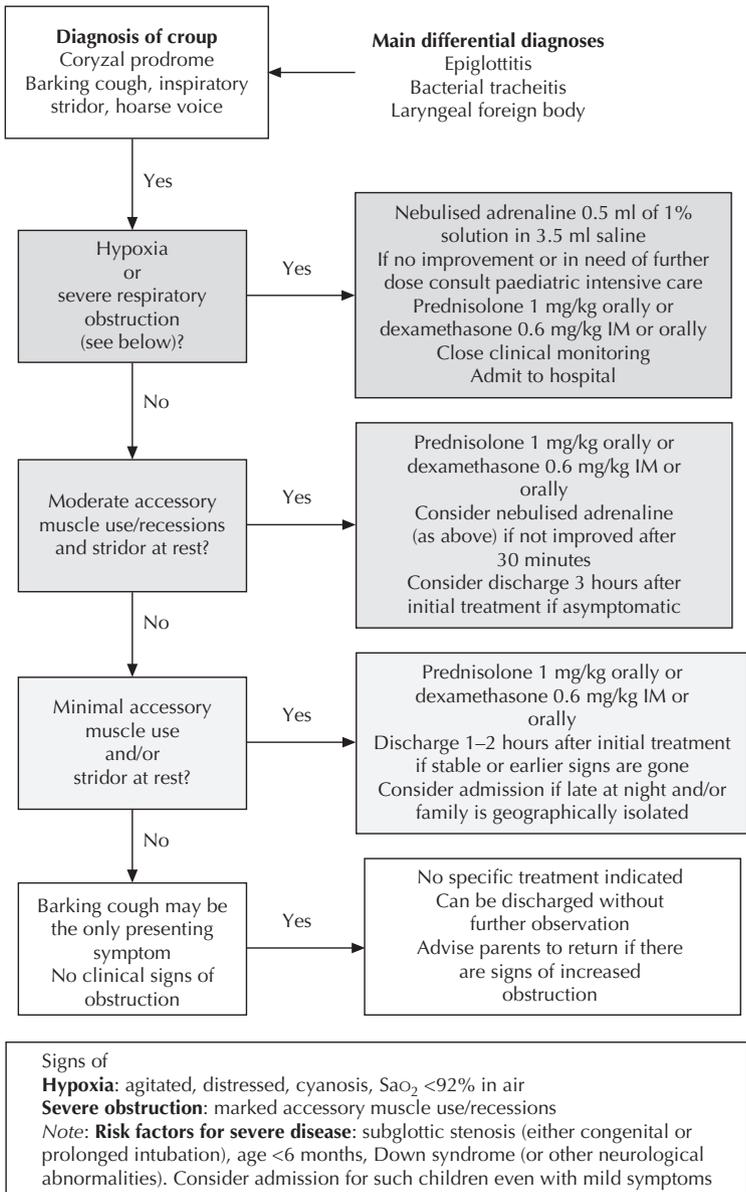 Diagnosis of croup
Coryzal prodrome
Barking cough, inspiratory
stridor, hoarse voice
Main differential diagnoses
Epiglottitis
Bacterial tracheitis
Laryngeal foreign body
Yes
Hypoxia
or
severe respiratory
obstruction
(see below)?
Yes
Nebulised adrenaline 0.5 ml of 1%
solution in 3.5 ml saline
If no improvement or in need of further
dose consult paediatric intensive care
Prednisolone 1 mg/kg orally or
dexamethasone 0.6 mg/kg IM or orally
Close clinical monitoring
Admit to hospital
No
Moderate accessory
muscle use/recessions
and stridor at rest?
Yes
Prednisolone 1 mg/kg orally or
dexamethasone 0.6 mg/kg IM or
orally
Consider nebulised adrenaline
(as above) if not improved after
30 minutes
Consider discharge 3 hours after
initial treatment if asymptomatic
No
Minimal accessory
muscle use
and/or
stridor at rest?
Yes
Prednisolone 1 mg/kg orally or
dexamethasone 0.6 mg/kg IM or
orally
Discharge 1–2 hours after initial treatment
if stable or earlier signs are gone
Consider admission if late at night and/or
family is geographically isolated
No
Barking cough may be
the only presenting
symptom
No clinical signs of
obstruction
Yes
No specific treatment indicated
Can be discharged without
further observation
Advise parents to return if there
are signs of increased
obstruction
Signs of
Hypoxia: agitated, distressed, cyanosis, SaO₂ <92% in air
Severe obstruction: marked accessory muscle use/recessions
Note: Risk factors for severe disease: subglottic stenosis (either congenital or
prolonged intubation), age <6 months, Down syndrome (or other neurological
abnormalities). Consider admission for such children even with mild symptoms